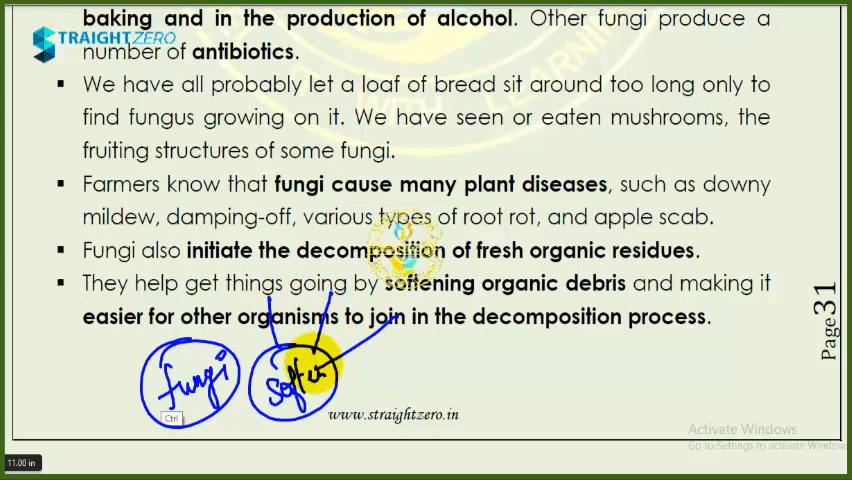 baking and in the production of alcohol. Other fungi produce a
STRAIGHTZERO
number of antibiotics.
▪ We have all probably let a loaf of bread sit around too long only to
find fungus growing on it. We have seen or eaten mushrooms, the
fruiting structures of some fungi.
▪ Farmers know that fungi cause many plant diseases, such as downy
mildew, damping-off, various types of root rot, and apple scab.
▪ Fungi also initiate the decomposition of fresh organic residues.
▪ They help get things going by softening organic debris and making it
easier for other organisms to join in the decomposition process.
Page 31
fungi
Ctrl
www.straightzero.in
Activate Windows
Go to Settings to activate Windows
11.00 in